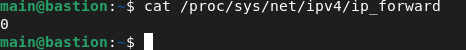 main@bastion:~$ cat /proc/sys/net/ipv4/ip_forward
0
main@bastion:~$